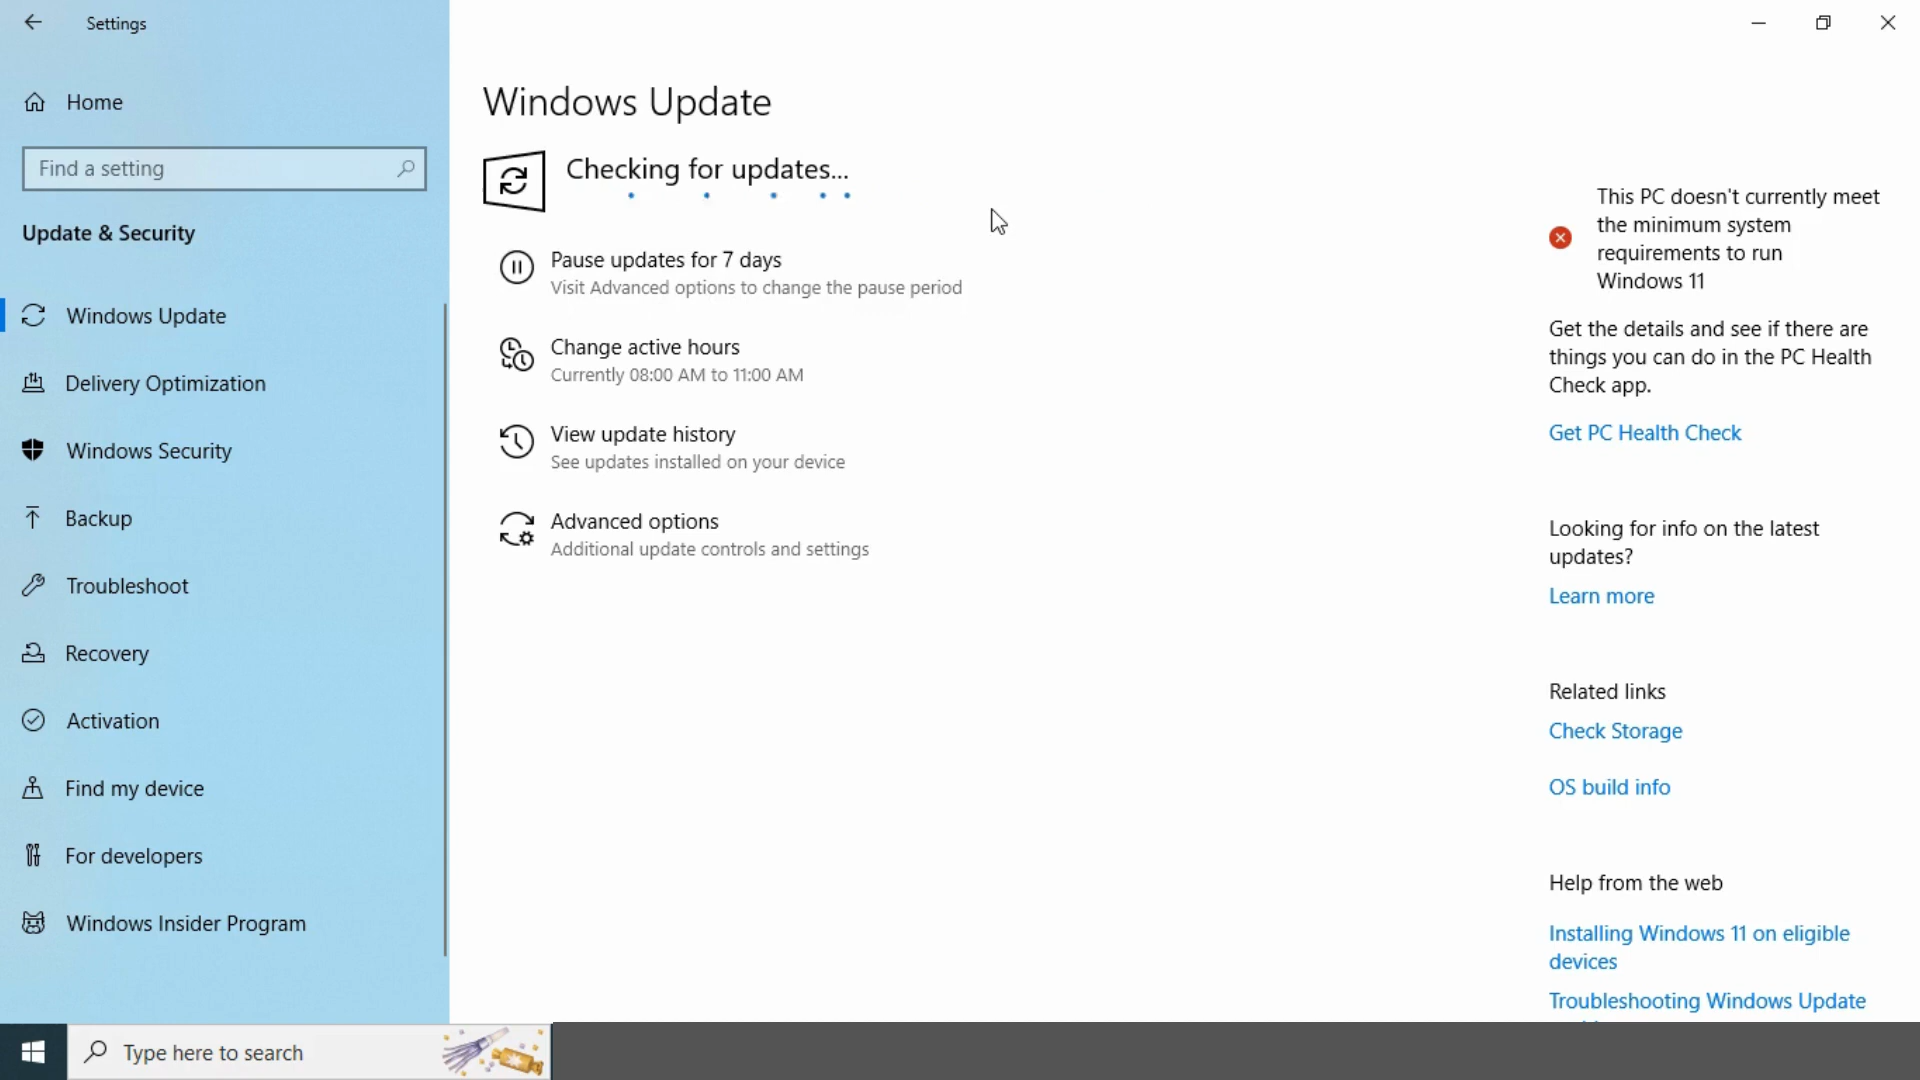 Settings
Home
Find a setting
Update & Security
Windows Update
Delivery Optimization
Windows Security
Backup
Troubleshoot
Recovery
Activation
Find my device
For developers
Windows Insider Program
Windows Update
Checking for updates...
Pause updates for 7 days
Visit Advanced options to change the pause period
Change active hours
Currently 08:00 AM to 11:00 AM
View update history
See updates installed on your device
Advanced options
Additional update controls and settings
This PC doesn't currently meet
the minimum system
requirements to run
Windows 11
Get the details and see if there are
things you can do in the PC Health
Check app.
Get PC Health Check
Looking for info on the latest
updates?
Learn more
Related links
Check Storage
OS build info
Help from the web
Installing Windows 11 on eligible
devices
Troubleshooting Windows Update
Type here to search